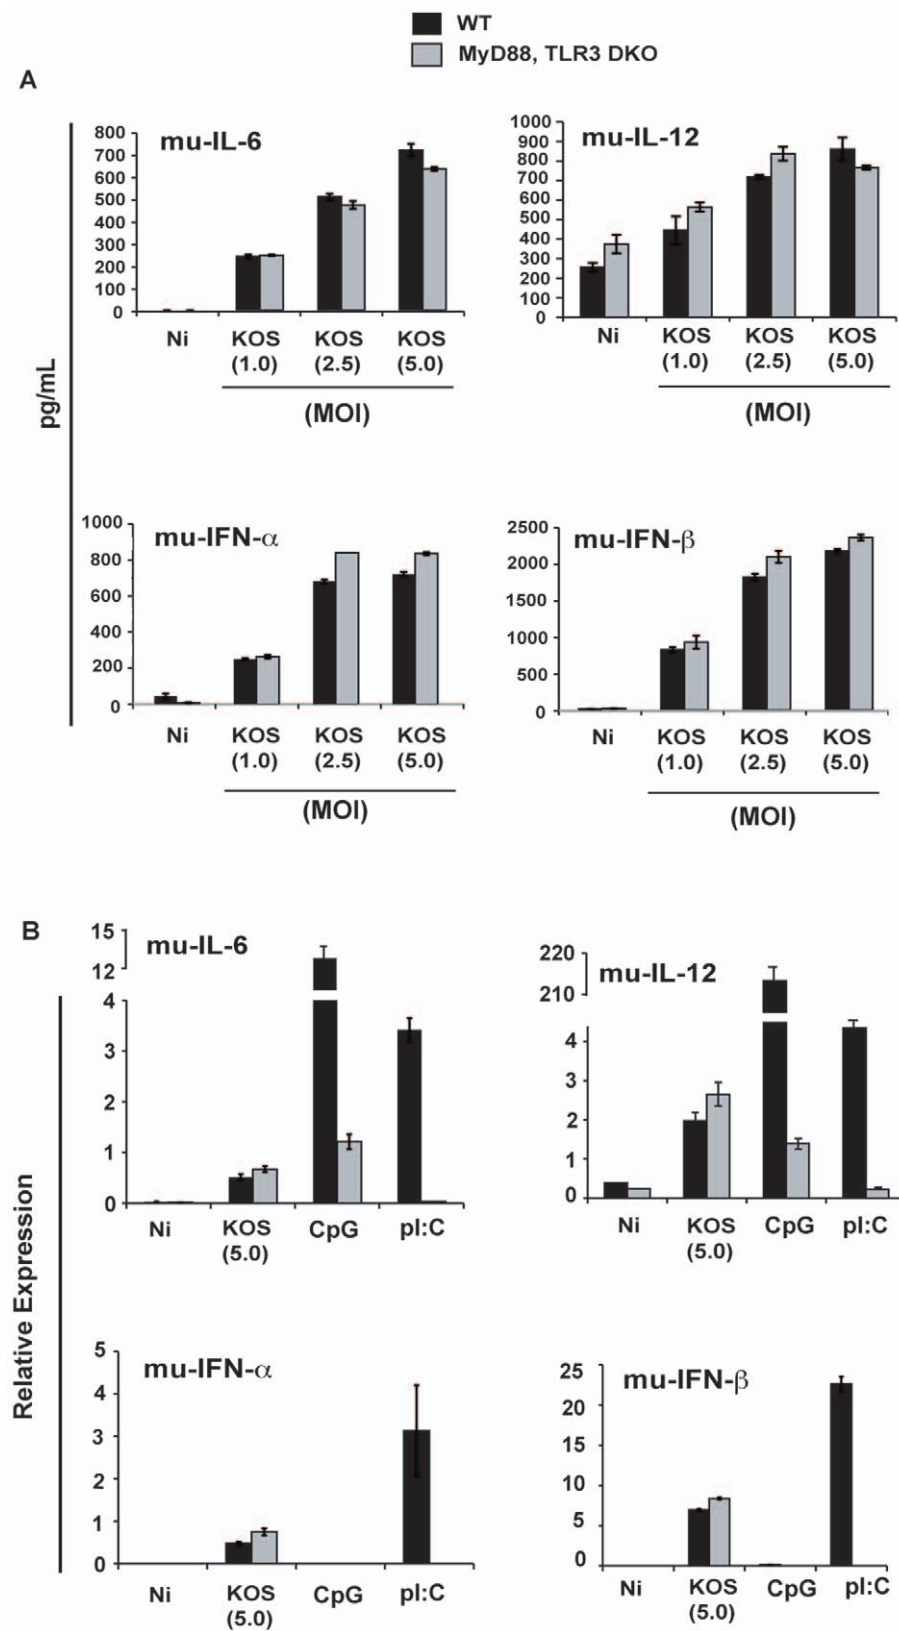 WT
MyD88, TLR3 DKO
A
pg/mL
mu-IL-6
800
700
600
500
400
300
200
100
0
Ni KOS KOS KOS
(1.0) (2.5) (5.0)
(MOI)
mu-IL-12
1000
900
800
700
600
500
400
300
200
100
0
Ni KOS KOS KOS
(1.0) (2.5) (5.0)
(MOI)
mu-IFN-α
1000
800
600
400
200
0
Ni KOS KOS KOS
(1.0) (2.5) (5.0)
(MOI)
mu-IFN-β
2500
2000
1500
1000
500
0
Ni KOS KOS KOS
(1.0) (2.5) (5.0)
(MOI)
B
Relative Expression
mu-IL-6
15
12
4
3
2
1
0
Ni KOS CpG pI:C
(5.0)
mu-IL-12
220
210
4
3
2
1
0
Ni KOS CpG pI:C
(5.0)
mu-IFN-α
5
4
3
2
1
0
Ni KOS CpG pI:C
(5.0)
mu-IFN-β
25
20
15
10
5
0
Ni KOS CpG pI:C
(5.0)